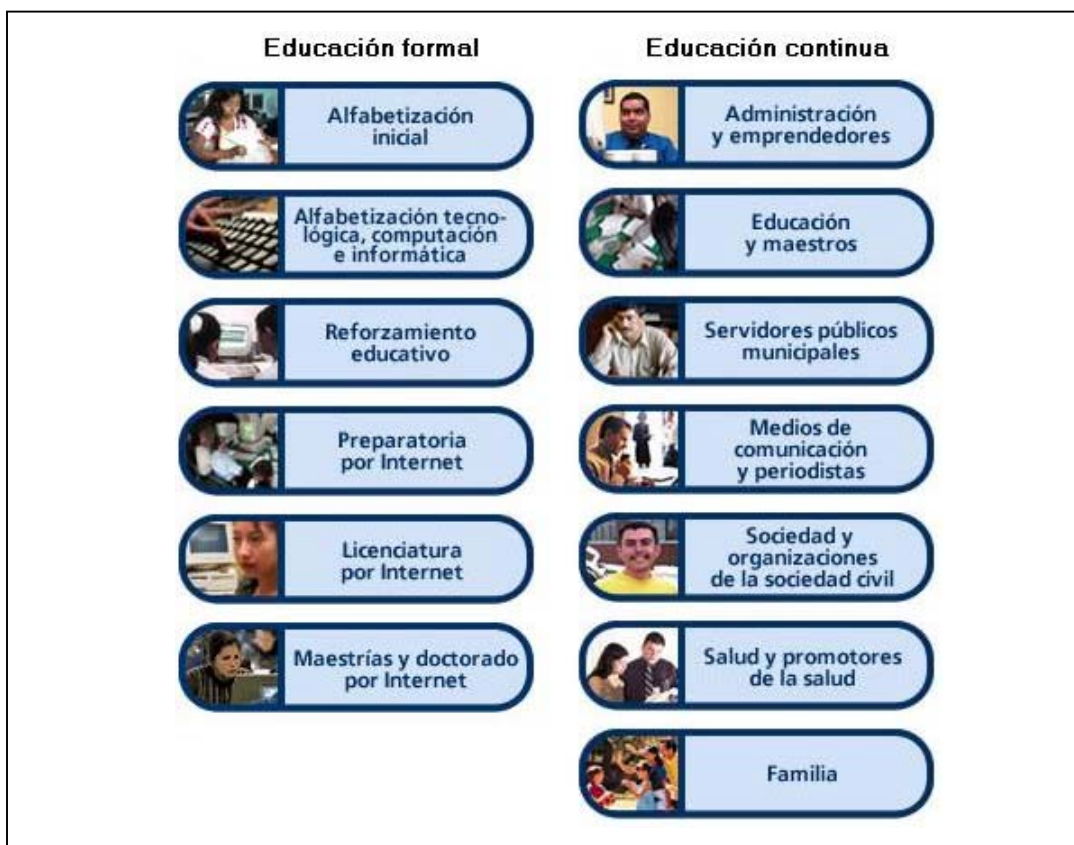 Educación formal
Alfabetización
inicial
Alfabetización tecno-
lógica, computación
e informática
Reforzamiento
educativo
Preparatoria
por Internet
Licenciatura
por Internet
Maestrías y doctorado
por Internet
Educación continua
Administración
y emprendedores
Educación
y maestros
Servidores públicos
municipales
Medios de
comunicación
y periodistas
Sociedad y
organizaciones
de la sociedad civil
Salud y promotores
de la salud
Familia